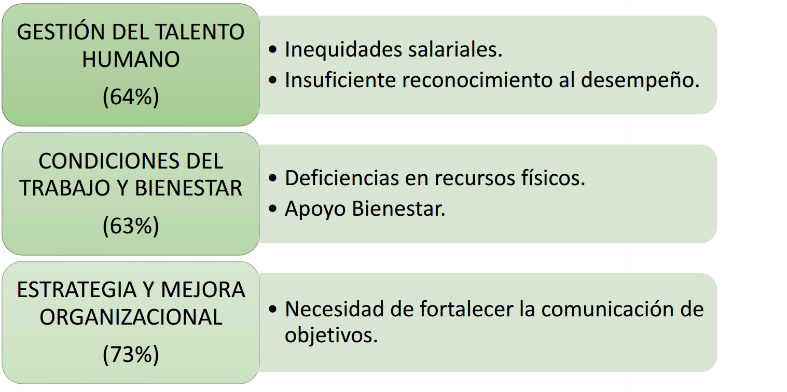 GESTIÓN DEL TALENTO
HUMANO
(64%)
• Inequidades salariales.
• Insuficiente reconocimiento al desempeño.
CONDICIONES DEL
TRABAJO Y BIENESTAR
(63%)
• Deficiencias en recursos físicos.
• Apoyo Bienestar.
ESTRATEGIA Y MEJORA
ORGANIZACIONAL
(73%)
• Necesidad de fortalecer la comunicación de
objetivos.